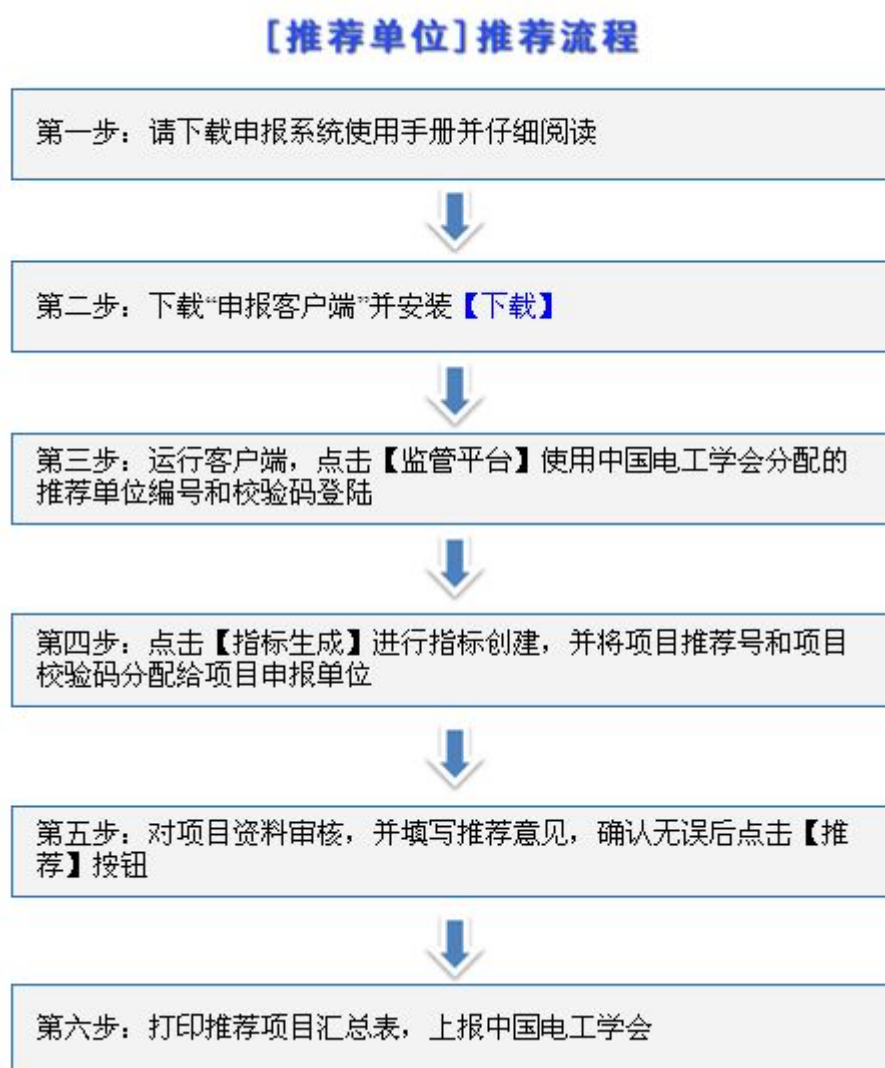 [推荐单位]推荐流程
第一步：请下载申报系统使用手册并仔细阅读
第二步：下载“申报客户端”并安装【下载】
第三步：运行客户端，点击【监管平台】使用中国电工学会分配的
推荐单位编号和校验码登陆
第四步：点击【指标生成】进行指标创建，并将项目推荐号和项目
校验码分配给项目申报单位
第五步：对项目资料审核，并填写推荐意见，确认无误后点击【推
荐】按钮
第六步：打印推荐项目汇总表，上报中国电工学会